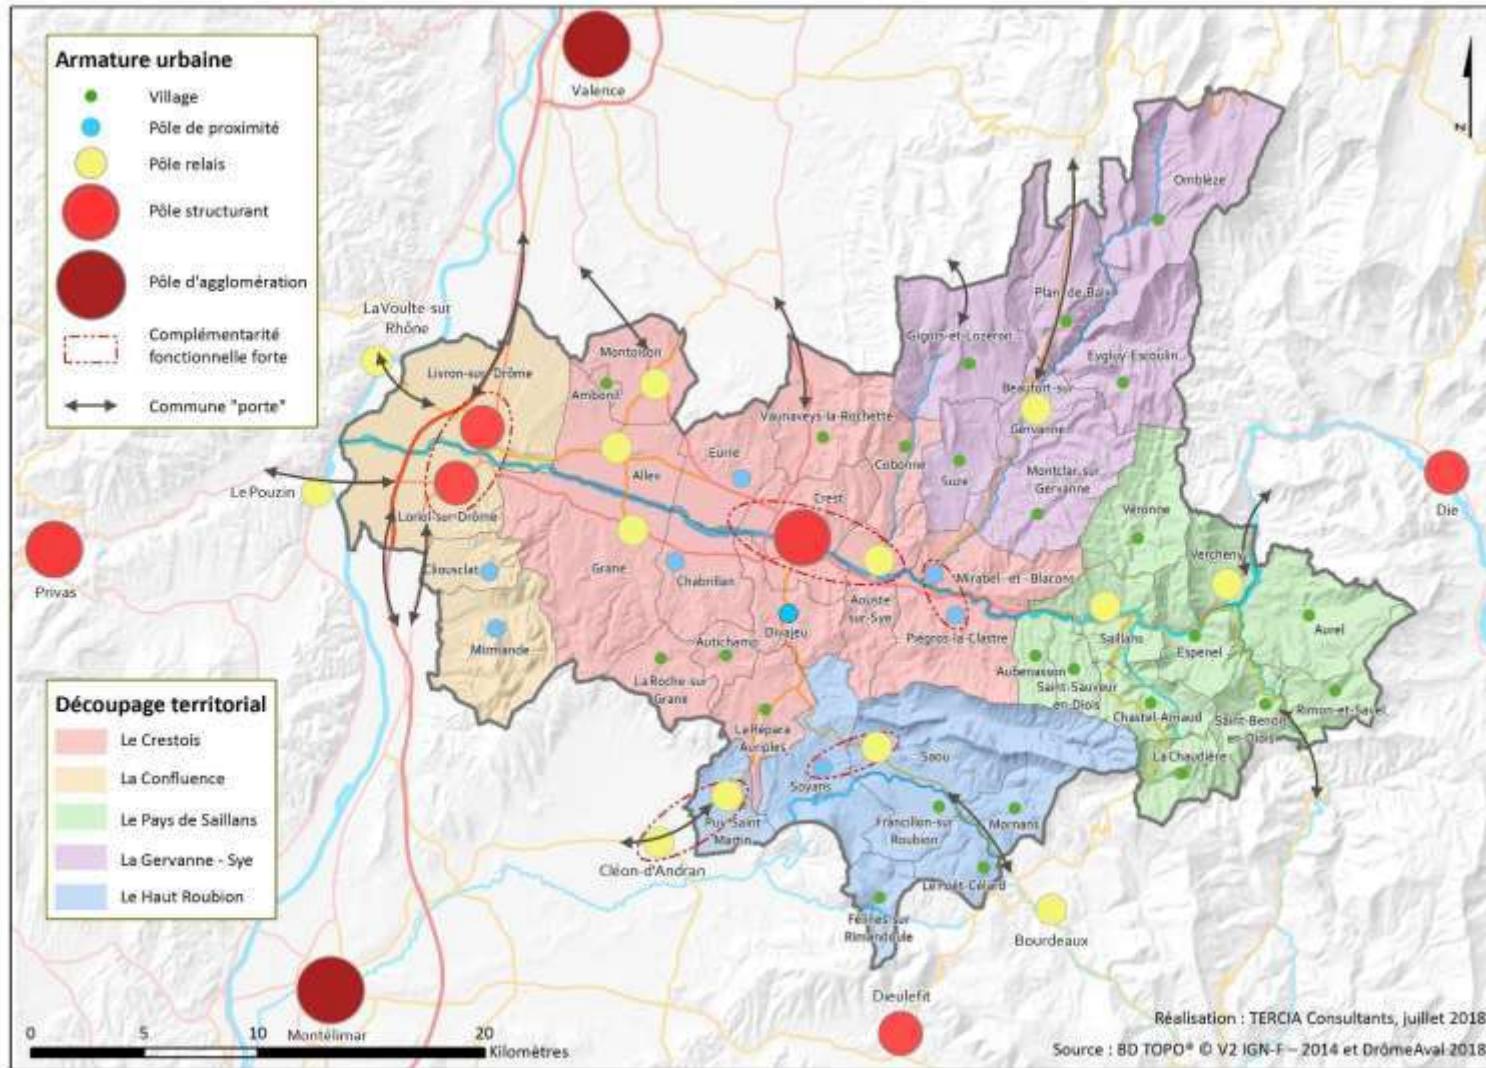 Armature urbaine
Village
Pôle de proximité
Pôle relais
Pôle structurant
Pôle d'agglomération
Complémentarité
fonctionnelle forte
Commune "porte"
Découpage territorial
Le Crestois
La Confluence
Le Pays de Saillans
La Gervanne - Sye
Le Haut Roubion
Valence
N
La Voulte-sur
Rhône
Livron-sur-Drôme
Montoison
Ambonil
Allex
Eurre
Vaunaveys-la-Rochette
Cobonne
Crest
Gigors-et-Lozeron
Suze
Omblèze
Plan-de-Baix
Eygluy-Escoulin
Beaufort-sur
Gervanne
Montclar-sur
Gervanne
Véronne
Vercheny
Die
Le Pouzin
Privas
Loriol-sur-Drôme
Cliousclat
Mirmande
Grane
Chabrillan
Divajeu
Autichamp
La Roche-sur
Grane
La Répara
Auriples
Aouste
sur-Sye
Mirabel-et-Blacons
Piégros-la-Clastre
Saillans
Espenel
Aurel
Aubenasson
Saint-Sauveur
en-Diois
Chastel-Arnaud
Saint-Benoit
en-Diois
Rimon-et-Savel
La Chaudière
Soyans
Saou
Puy-Saint
Martin
Cléon-d'Andran
Francillon-sur
Roubion
Mornans
Le Poët-Célard
Félines-sur
Rimandoule
Bourdeaux
Dieulefit
Montélimar
0 5 10 20
Kilomètres
Réalisation : TERCIA Consultants, juillet 2018
Source : BD TOPO® © V2 IGN-F – 2014 et DrômeAval 2018